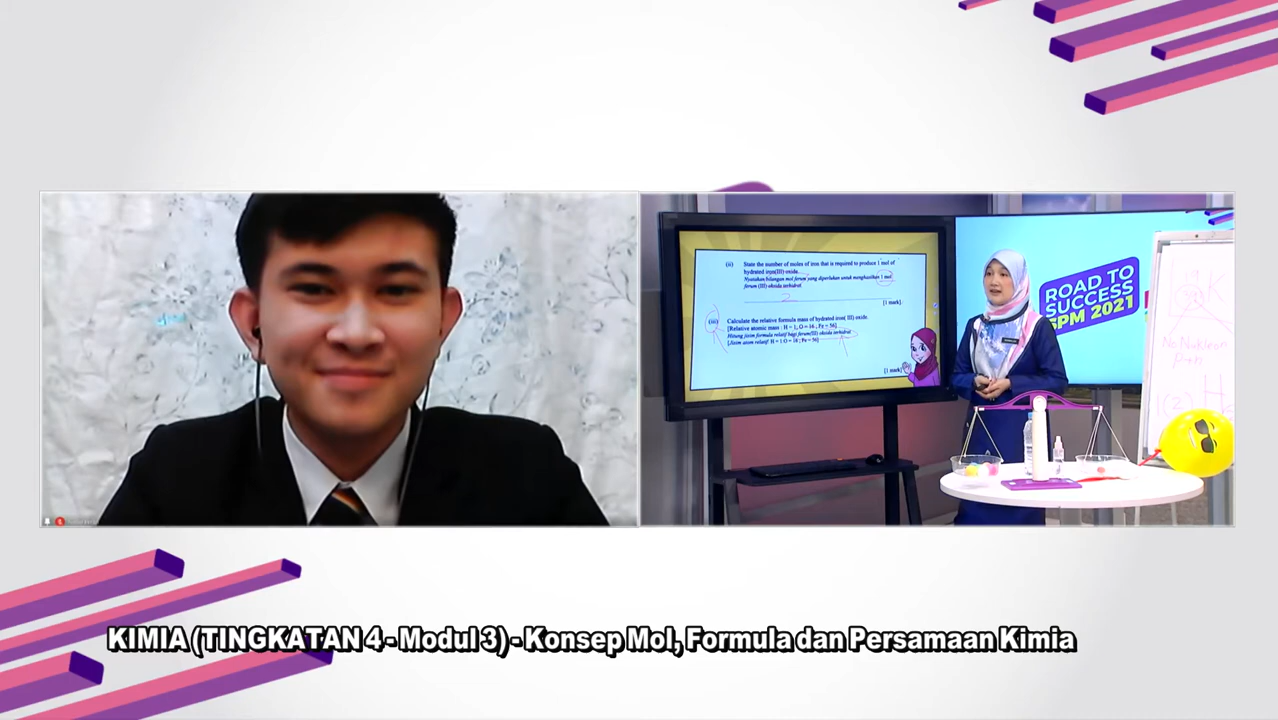 (ii) State the number of moles of iron that is required to produce 1 mol of
hydrated iron(III) oxide.
Nyatakan bilangan mol ferum yang diperlukan untuk menghasilkan 1 mol
ferum (III) oksida terhidrat.
2
[1 mark]
(iii) Calculate the relative formula mass of hydrated iron( III) oxide.
[Relative atomic mass : H = 1; O = 16 ; Fe = 56]
Hitung jisim formula relatif bagi ferum(III) oksida terhidrat.
[Jisim atom relatif: H = 1 O = 16 ; Fe = 56]
[1 mark]
ROAD TO
SUCCESS
SPM 2021
No Nukleon
p+n
KIMIA (TINGKATAN 4 - Modul 3) - Konsep Mol, Formula dan Persamaan Kimia